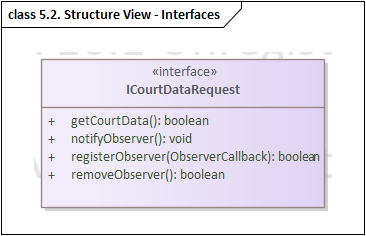 class 5.2. Structure View - Interfaces
«interface»
ICourtDataRequest
+ getCourtData(): boolean
+ notifyObserver(): void
+ registerObserver(ObserverCallback): boolean
+ removeObserver(): boolean